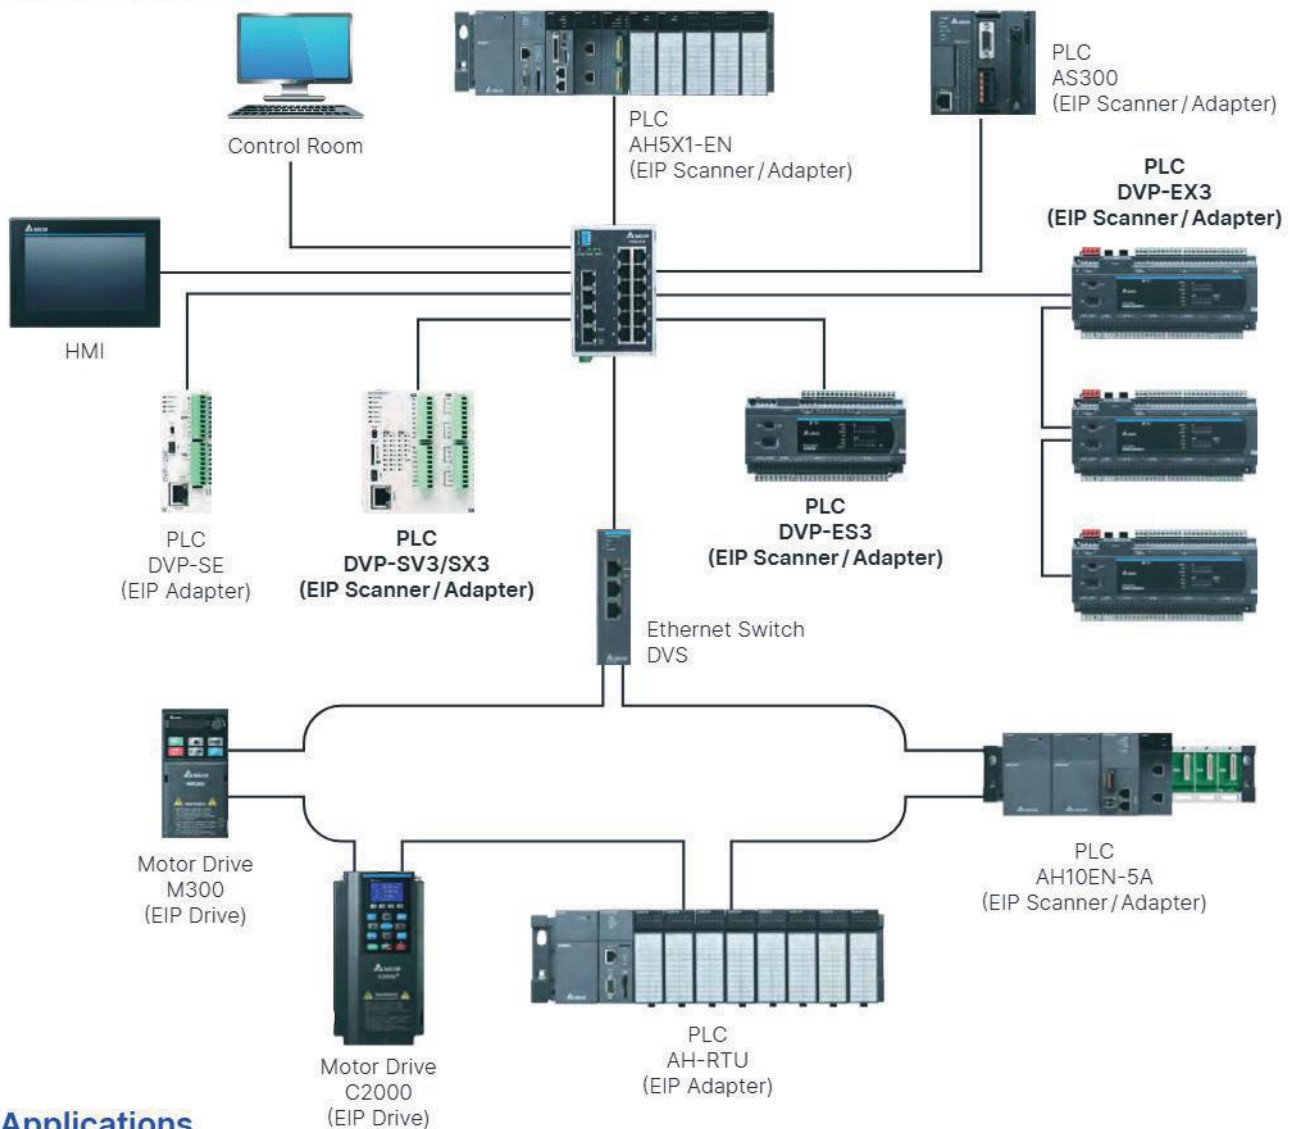 Control Room
PLC
AH5X1-EN
(EIP Scanner/Adapter)
PLC
AS300
(EIP Scanner/Adapter)
PLC
DVP-EX3
(EIP Scanner/Adapter)
HMI
PLC
DVP-SE
(EIP Adapter)
PLC
DVP-SV3/SX3
(EIP Scanner/Adapter)
PLC
DVP-ES3
(EIP Scanner/Adapter)
Ethernet Switch
DVS
Motor Drive
M300
(EIP Drive)
PLC
AH10EN-5A
(EIP Scanner/Adapter)
Motor Drive
C2000
(EIP Drive)
PLC
AH-RTU
(EIP Adapter)
Applications